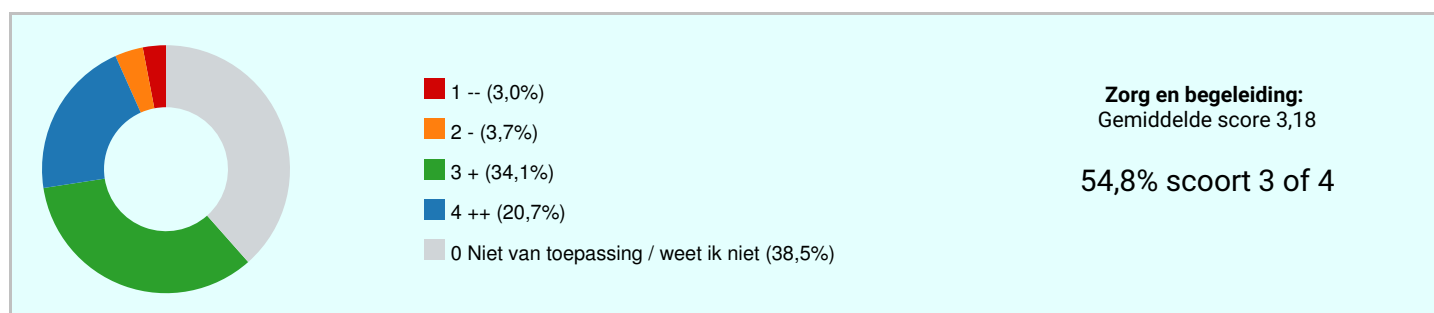 1 -- (3,0%)
2 - (3,7%)
3 + (34,1%)
4 ++ (20,7%)
0 Niet van toepassing / weet ik niet (38,5%)
Zorg en begeleiding:
Gemiddelde score 3,18
54,8% scoort 3 of 4